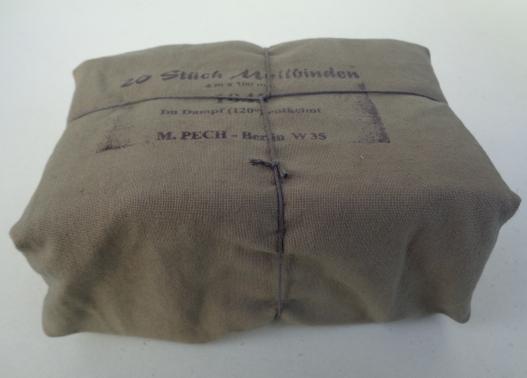 20 Stück Mullbinden
Im Dampf (120°) entkeimt
M. PECH - Berlin W 35